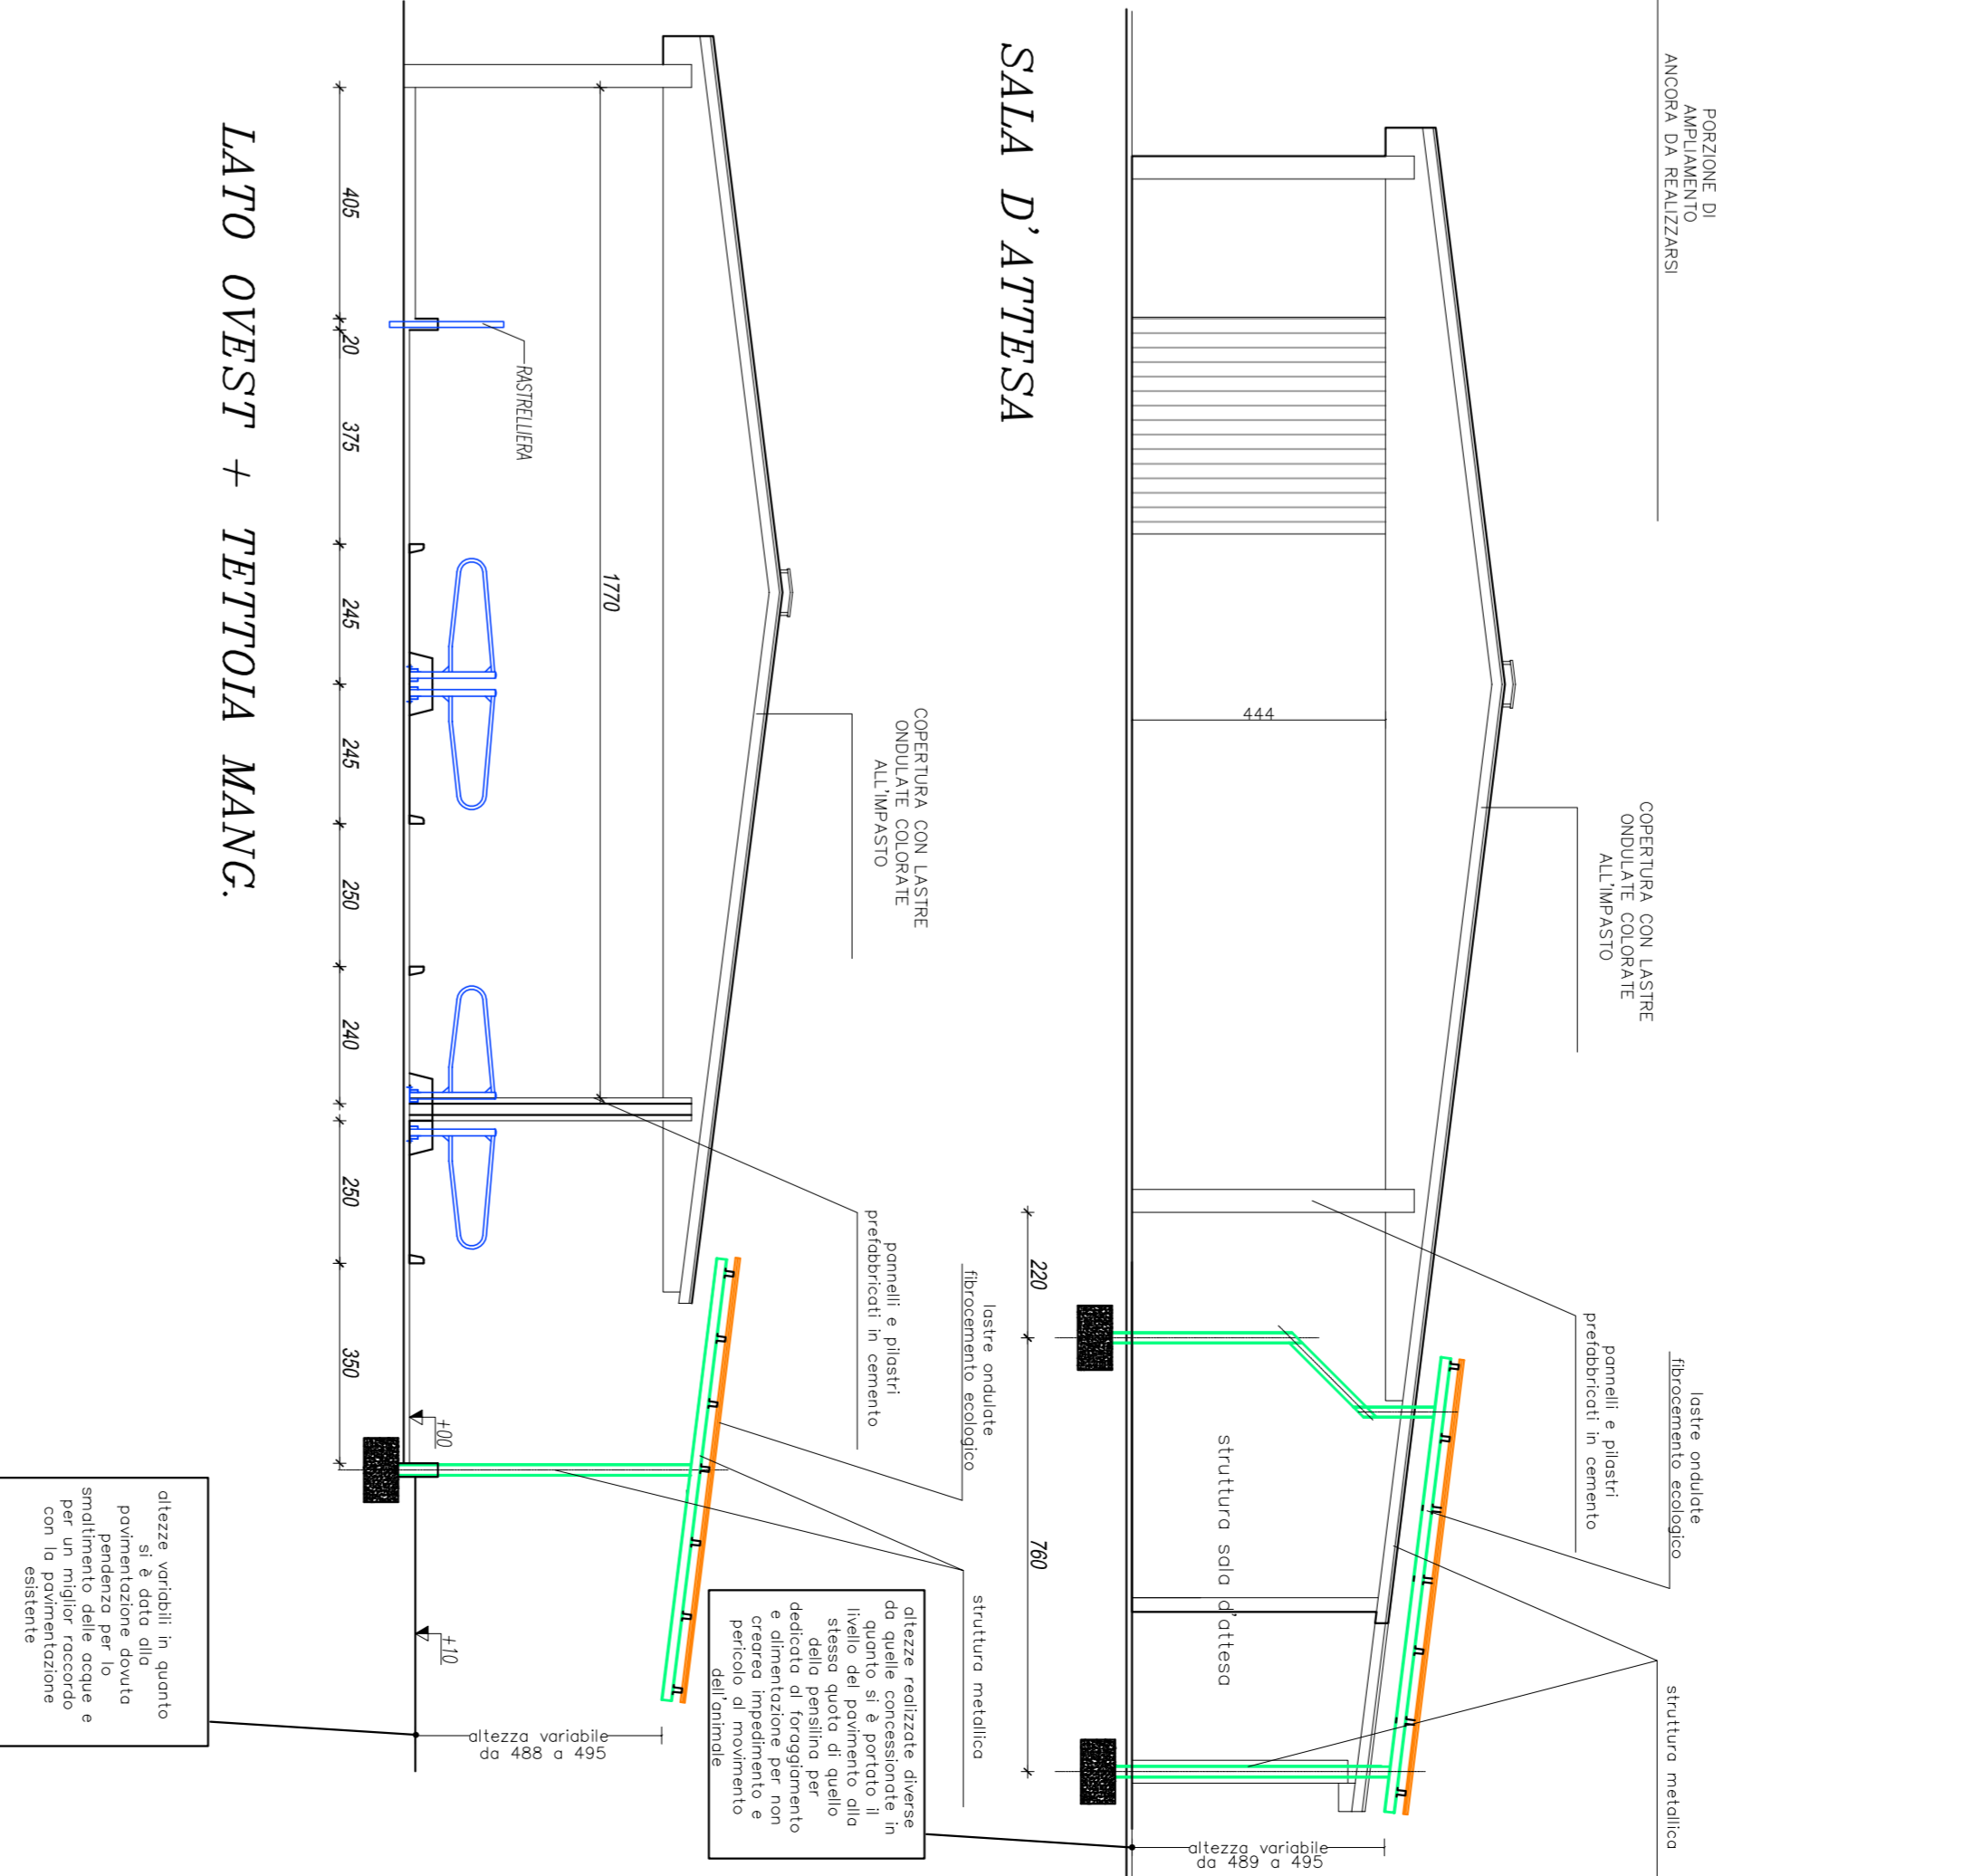 PORZIONE DI
AMPLIAMENTO
ANCORA DA REALIZZARSI
COPERTURA CON LASTRE
ONDULATE COLORATE
ALL'IMPASTO
lastre ondulate
fibrocemento ecologico
pannelli e pilastri
prefabbricati in cemento
struttura metallica
444
struttura sala d'attesa
altezza variabile
da 489 a 495
220
760
SALA D'ATTESA
COPERTURA CON LASTRE
ONDULATE COLORATE
ALL'IMPASTO
lastre ondulate
fibrocemento ecologico
pannelli e pilastri
prefabbricati in cemento
struttura metallica
altezze realizzate diverse
da quelle concessionate in
quanto si è portato il
livello del pavimento alla
stessa quota di quello
della pensilina per
dedicata al foraggiamento
e alimentazione per non
crearea impedimento e
pericolo al movimento
dell'animale
1770
RASTRELLIERA
+00
+10
altezza variabile
da 488 a 495
405
20
375
245
245
250
240
250
350
LATO OVEST + TETTOIA MANG.
altezze variabili in quanto
si è data alla
pavimentazione dovuta
pendenza per lo
smaltimento delle acque e
per un miglior raccordo
con la pavimentazione
esistente